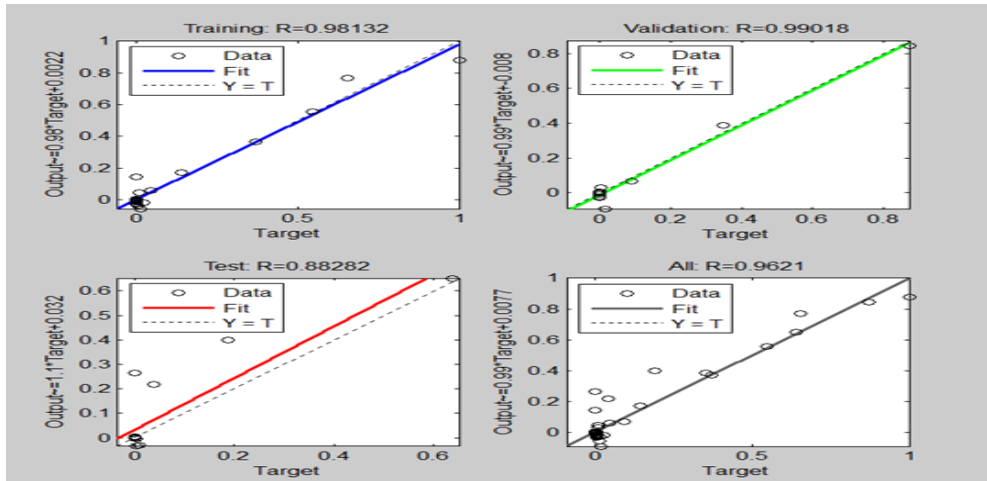 Training: R=0.98132
Output~=0.98*Target+0.0022
1
0.8
0.6
0.4
0.2
0
Data
Fit
Y = T
0
0.5
1
Target
Validation: R=0.99018
Output~=0.99*Target+-0.008
0.8
0.6
0.4
0.2
0
Data
Fit
Y = T
0
0.2
0.4
0.6
0.8
Target
Test: R=0.88282
Output~=1.1*Target+0.032
0.6
0.5
0.4
0.3
0.2
0.1
0
Data
Fit
Y = T
0
0.2
0.4
0.6
Target
All: R=0.9621
Output~=0.99*Target+0.0077
1
0.8
0.6
0.4
0.2
0
Data
Fit
Y = T
0
0.5
1
Target